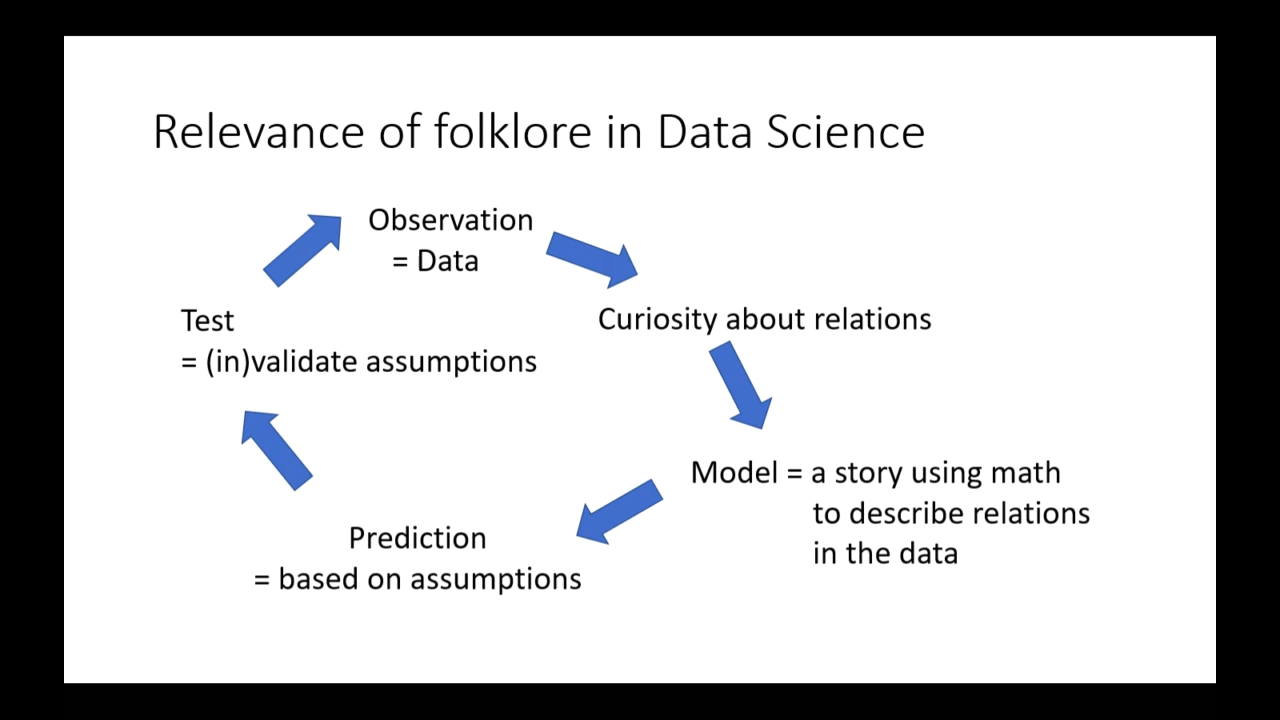 Relevance of folklore in Data Science
Observation
= Data
Curiosity about relations
Model = a story using math
to describe relations
in the data
Prediction
= based on assumptions
Test
= (in)validate assumptions